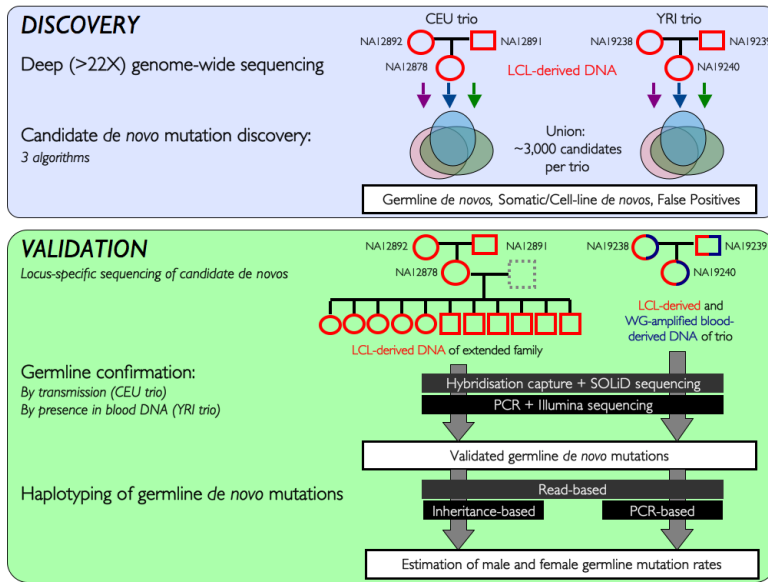 DISCOVERY
Deep (>22X) genome-wide sequencing
Candidate de novo mutation discovery:
3 algorithms
CEU trio
NA12892
NA12891
NA12878
LCL-derived DNA
YRI trio
NA19238
NA19239
NA19240
Union:
~3,000 candidates
per trio
Germline de novos, Somatic/Cell-line de novos, False Positives
VALIDATION
Locus-specific sequencing of candidate de novos
NA12892
NA12891
NA12878
NA19238
NA19239
NA19240
LCL-derived DNA of extended family
LCL-derived and
WG-amplified blood-
derived DNA of trio
Germline confirmation:
By transmission (CEU trio)
By presence in blood DNA (YRI trio)
Hybridisation capture + SOLiD sequencing
PCR + Illumina sequencing
Validated germline de novo mutations
Haplotyping of germline de novo mutations
Read-based
Inheritance-based
PCR-based
Estimation of male and female germline mutation rates